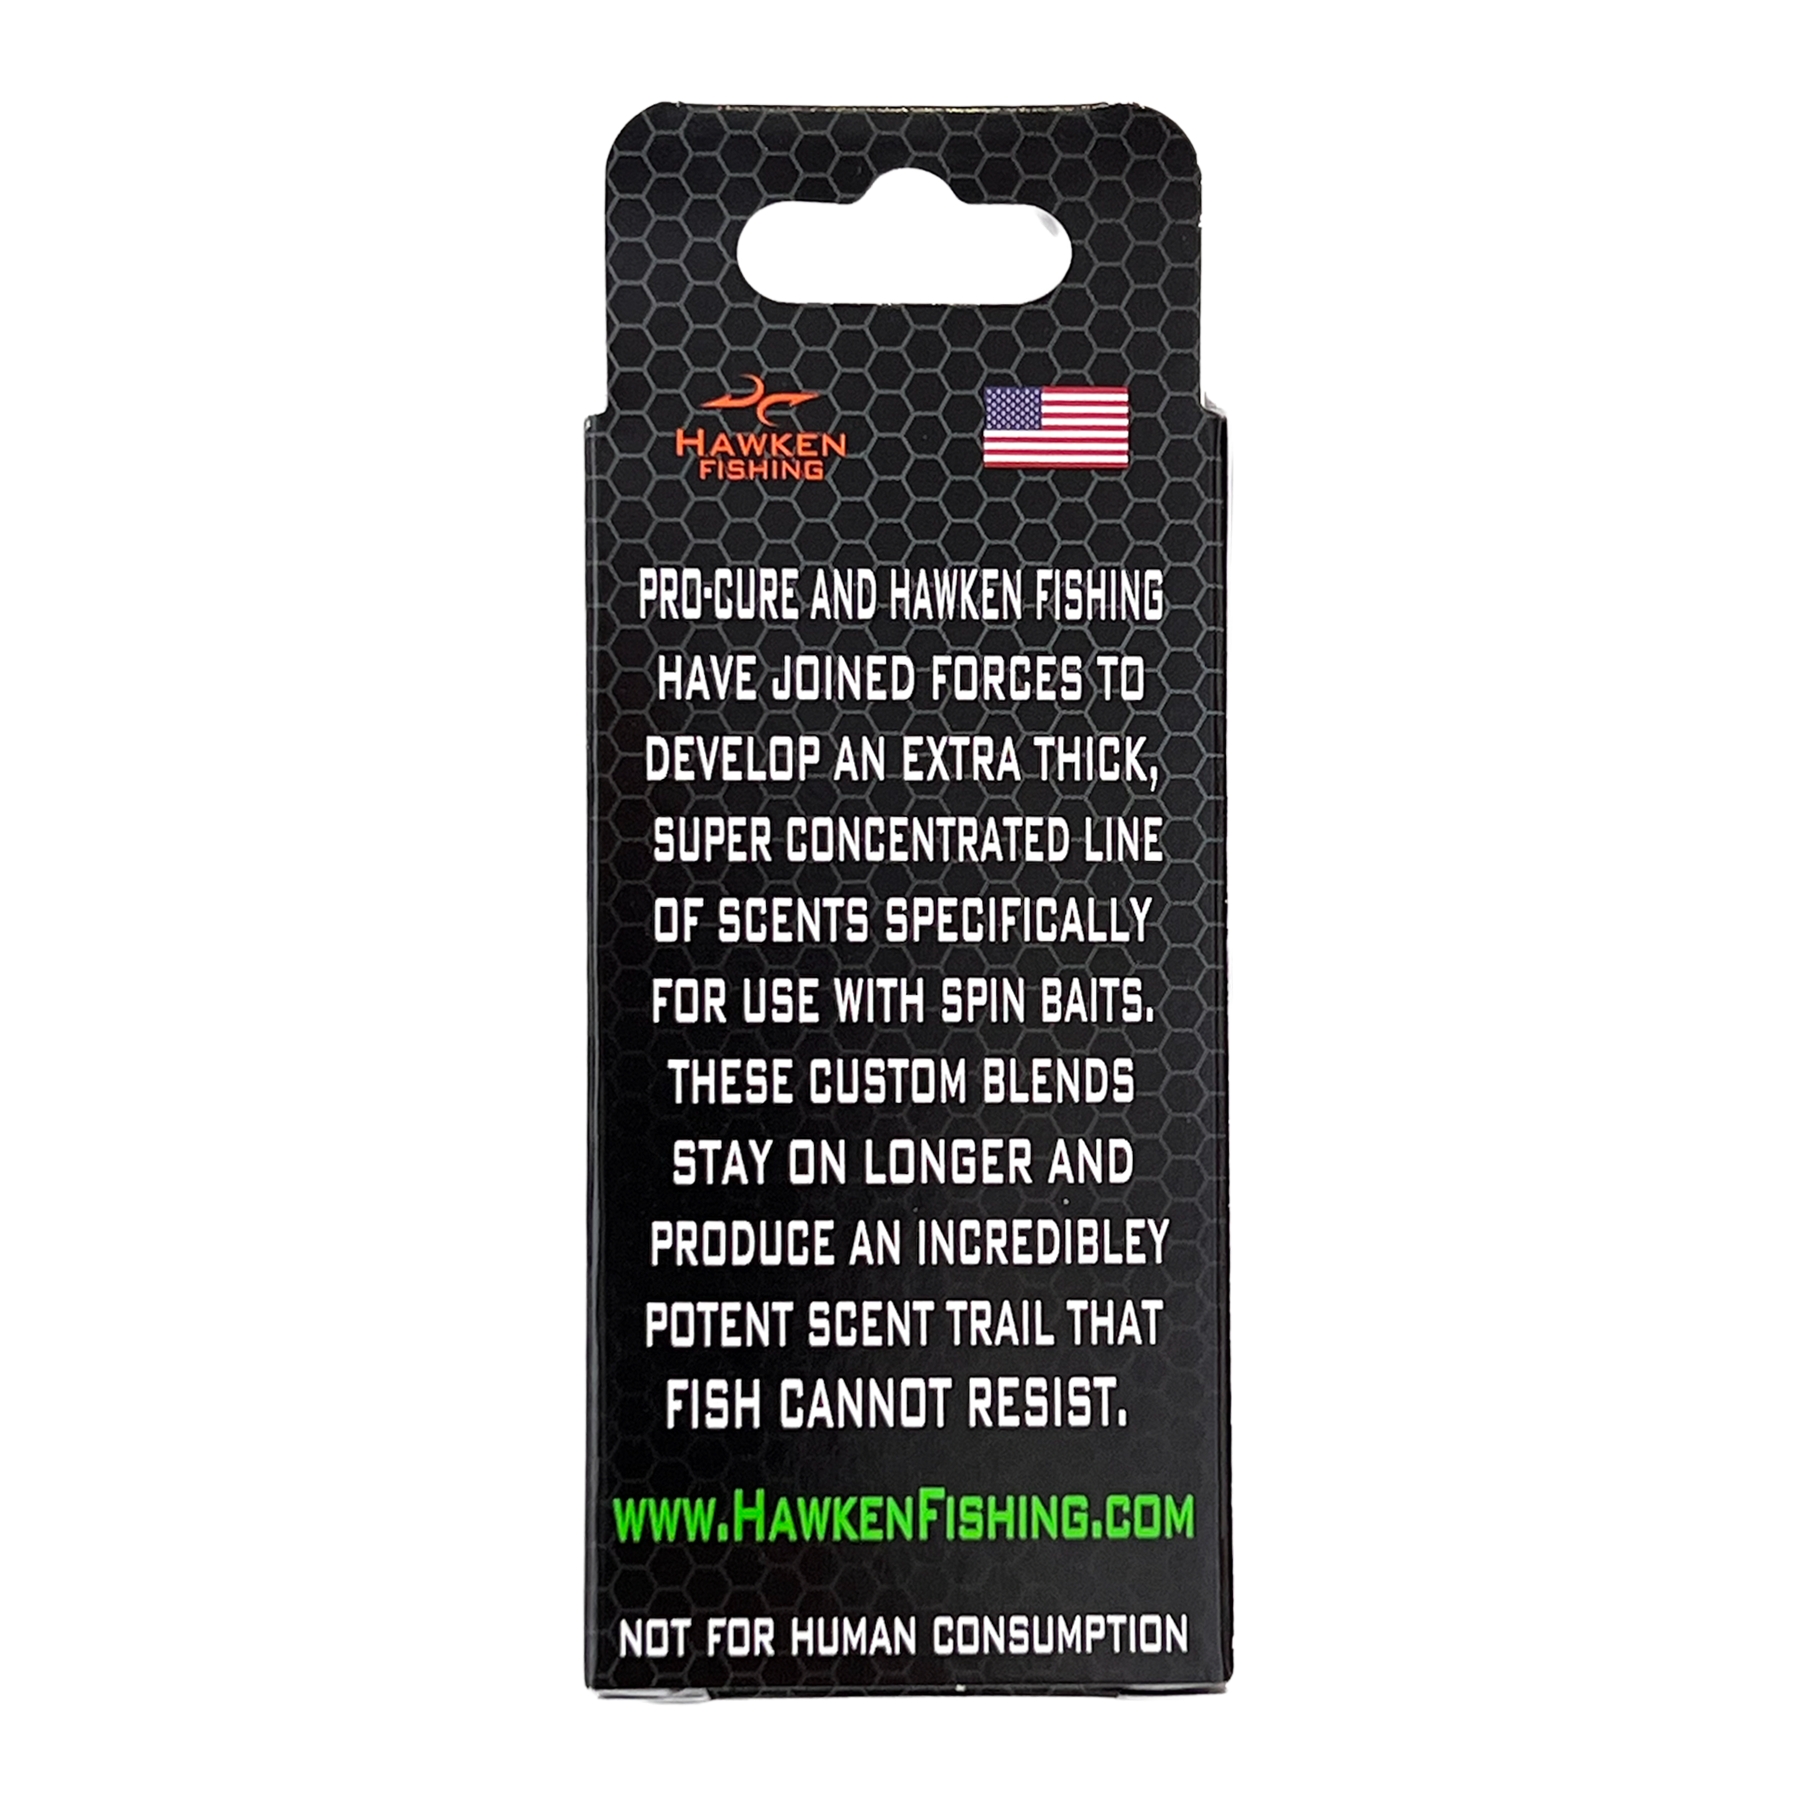 HAWKEN
FISHING
PRO-CURE AND HAWKEN FISHING
HAVE JOINED FORCES TO
DEVELOP AN EXTRA THICK,
SUPER CONCENTRATED LINE
OF SCENTS SPECIFICALLY
FOR USE WITH SPIN BAITS.
THESE CUSTOM BLENDS
STAY ON LONGER AND
PRODUCE AN INCREDIBLEY
POTENT SCENT TRAIL THAT
FISH CANNOT RESIST.
WWW.HAWKENFISHING.COM
NOT FOR HUMAN CONSUMPTION